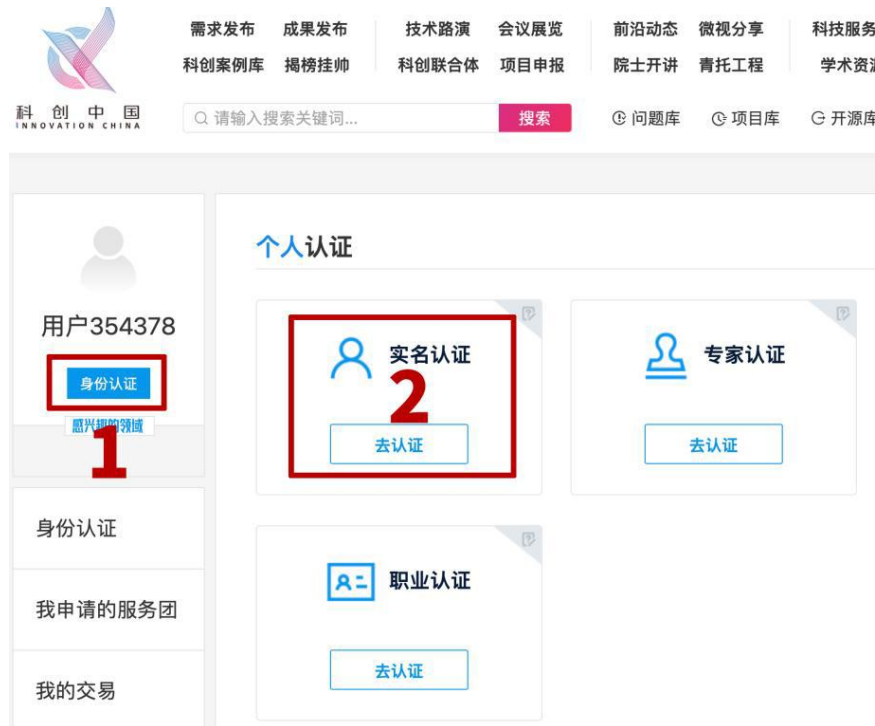 需求发布 成果发布 技术路演 会议展览 前沿动态 微视分享 科技服务
科创案例库 揭榜挂帅 科创联合体 项目申报 院士开讲 青托工程 学术资源
科创中国
INNOVATION CHINA
请输入搜索关键词... 搜索 问题库 项目库 开源库
个人认证
用户354378
身份认证
感兴趣的领域
1
实名认证
2
去认证
专家认证
去认证
身份认证
我申请的服务团
我的交易
职业认证
去认证